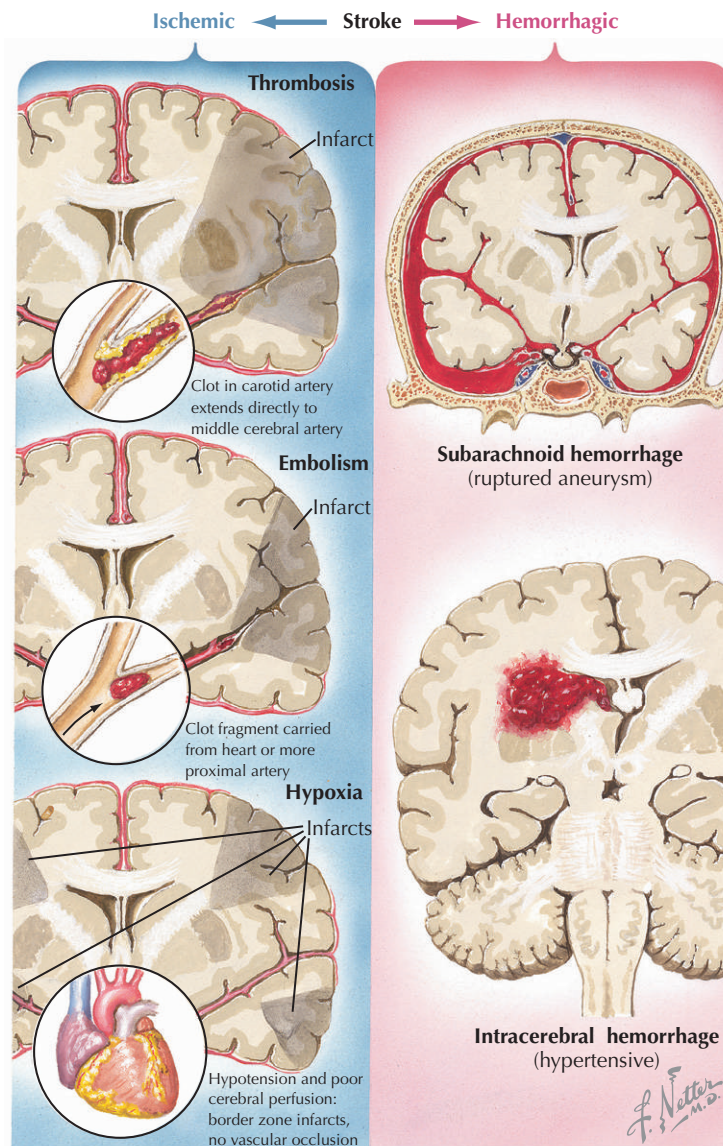 Ischemic Stroke Hemorrhagic
Thrombosis
Infarct
Clot in carotid artery
extends directly to
middle cerebral artery
Embolism
Infarct
Clot fragment carried
from heart or more
proximal artery
Hypoxia
Infarcts
Hypotension and poor
cerebral perfusion:
border zone infarcts,
no vascular occlusion
Subarachnoid hemorrhage
(ruptured aneurysm)
Intracerebral hemorrhage
(hypertensive)
F. Netter
M.D.